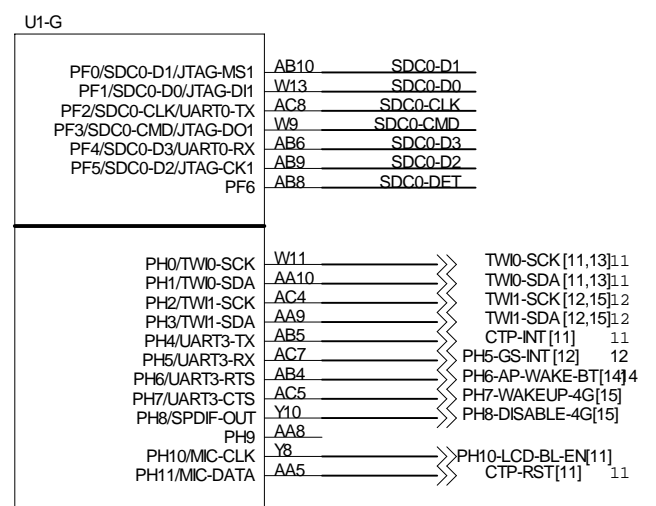 U1-G
PF0/SDC0-D1/JTAG-MS1 AB10 SDC0-D1
PF1/SDC0-D0/JTAG-DI1 W13 SDC0-D0
PF2/SDC0-CLK/UART0-TX AC8 SDC0-CLK
PF3/SDC0-CMD/JTAG-DO1 W9 SDC0-CMD
PF4/SDC0-D3/UART0-RX AB6 SDC0-D3
PF5/SDC0-D2/JTAG-CK1 AB9 SDC0-D2
PF6 AB8 SDC0-DET
PH0/TWI0-SCK W11 TWI0-SCK [11,13]11
PH1/TWI0-SDA AA10 TWI0-SDA [11,13]11
PH2/TWI1-SCK AC4 TWI1-SCK [12,15]12
PH3/TWI1-SDA AA9 TWI1-SDA [12,15]12
PH4/UART3-TX AB5 CTP-INT [11] 11
PH5/UART3-RX AC7 PH5-GS-INT [12] 12
PH6/UART3-RTS AB4 PH6-AP-WAKE-BT[14]14
PH7/UART3-CTS AC5 PH7-WAKEUP-4G[15]
PH8/SPDIF-OUT Y10 PH8-DISABLE-4G[15]
PH9 AA8
PH10/MIC-CLK Y8 PH10-LCD-BL-EN[11]
PH11/MIC-DATA AA5 CTP-RST[11] 11